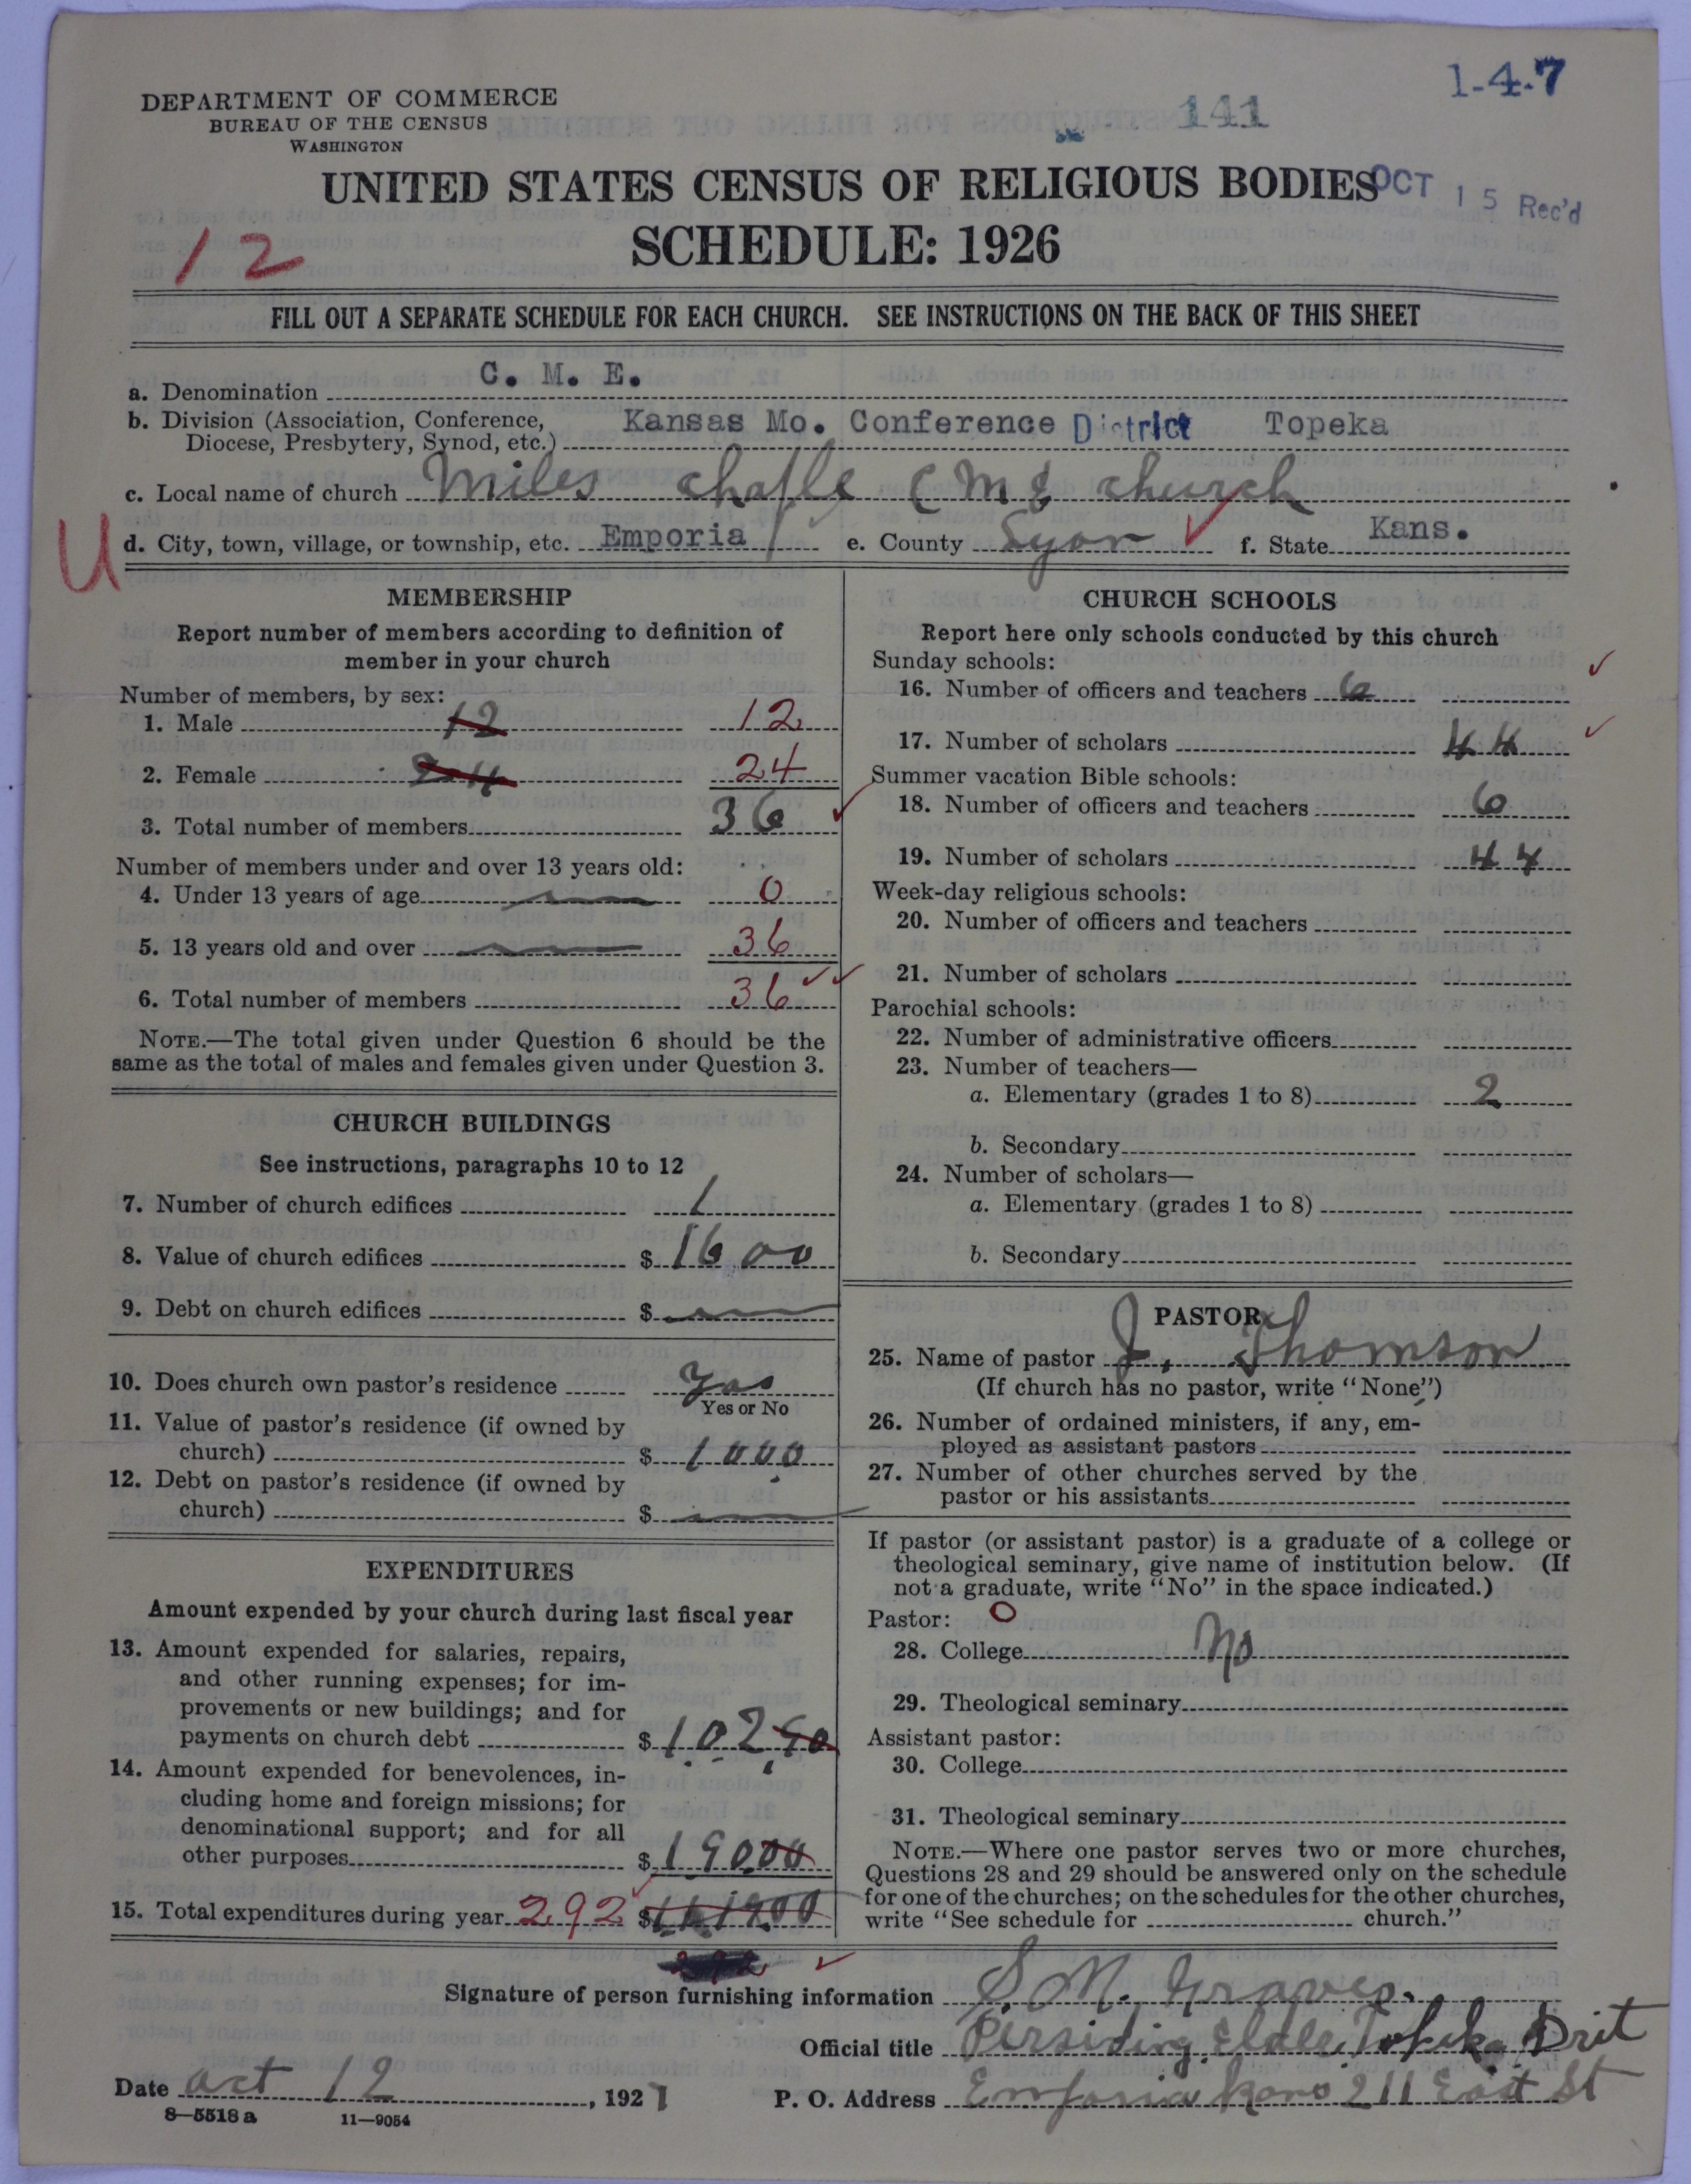 1-4-7
141
DEPARTMENT OF COMMERCE
BUREAU OF THE CENSUS
WASHINGTON
UNITED STATES CENSUS OF RELIGIOUS BODIES
OCT 15 Rec'd
SCHEDULE: 1926
12
FILL OUT A SEPARATE SCHEDULE FOR EACH CHURCH. SEE INSTRUCTIONS ON THE BACK OF THIS SHEET
a. Denomination C. M. E.
b. Division (Association, Conference, Diocese, Presbytery, Synod, etc.) Kansas Mo. Conference District Topeka
c. Local name of church Miles chaple C M E church
U
d. City, town, village, or township, etc. Emporia e. County Lyon f. State Kans.
MEMBERSHIP
Report number of members according to definition of
member in your church
Number of members, by sex:
1. Male 12 12
2. Female 24 24
3. Total number of members 36
Number of members under and over 13 years old:
4. Under 13 years of age 0
5. 13 years old and over 36
6. Total number of members 36
NOTE.—The total given under Question 6 should be the
same as the total of males and females given under Question 3.
CHURCH BUILDINGS
See instructions, paragraphs 10 to 12
7. Number of church edifices 1
8. Value of church edifices $ 1600
9. Debt on church edifices $
10. Does church own pastor's residence Yas
Yes or No
11. Value of pastor's residence (if owned by
church) $ 1000
12. Debt on pastor's residence (if owned by
church) $
EXPENDITURES
Amount expended by your church during last fiscal year
13. Amount expended for salaries, repairs,
and other running expenses; for im-
provements or new buildings; and for
payments on church debt $ 102
14. Amount expended for benevolences, in-
cluding home and foreign missions; for
denominational support; and for all
other purposes $ 19000
15. Total expenditures during year 292 $
CHURCH SCHOOLS
Report here only schools conducted by this church
Sunday schools:
16. Number of officers and teachers 6
17. Number of scholars 44
Summer vacation Bible schools:
18. Number of officers and teachers 6
19. Number of scholars 44
Week-day religious schools:
20. Number of officers and teachers
21. Number of scholars
Parochial schools:
22. Number of administrative officers
23. Number of teachers—
a. Elementary (grades 1 to 8) 2
b. Secondary
24. Number of scholars—
a. Elementary (grades 1 to 8)
b. Secondary
PASTOR
25. Name of pastor J. Thomson
(If church has no pastor, write "None")
26. Number of ordained ministers, if any, em-
ployed as assistant pastors
27. Number of other churches served by the
pastor or his assistants
If pastor (or assistant pastor) is a graduate of a college or
theological seminary, give name of institution below. (If
not a graduate, write "No" in the space indicated.)
Pastor: O
28. College No
29. Theological seminary
Assistant pastor:
30. College
31. Theological seminary
NOTE.—Where one pastor serves two or more churches,
Questions 28 and 29 should be answered only on the schedule
for one of the churches; on the schedules for the other churches,
write "See schedule for church."
Signature of person furnishing information S. M. Graves.
Official title Persiding Elder Topeka Drit
Date oct 12, 1927 P. O. Address Emporia Kans 211 East St
8—5518 a 11—9054